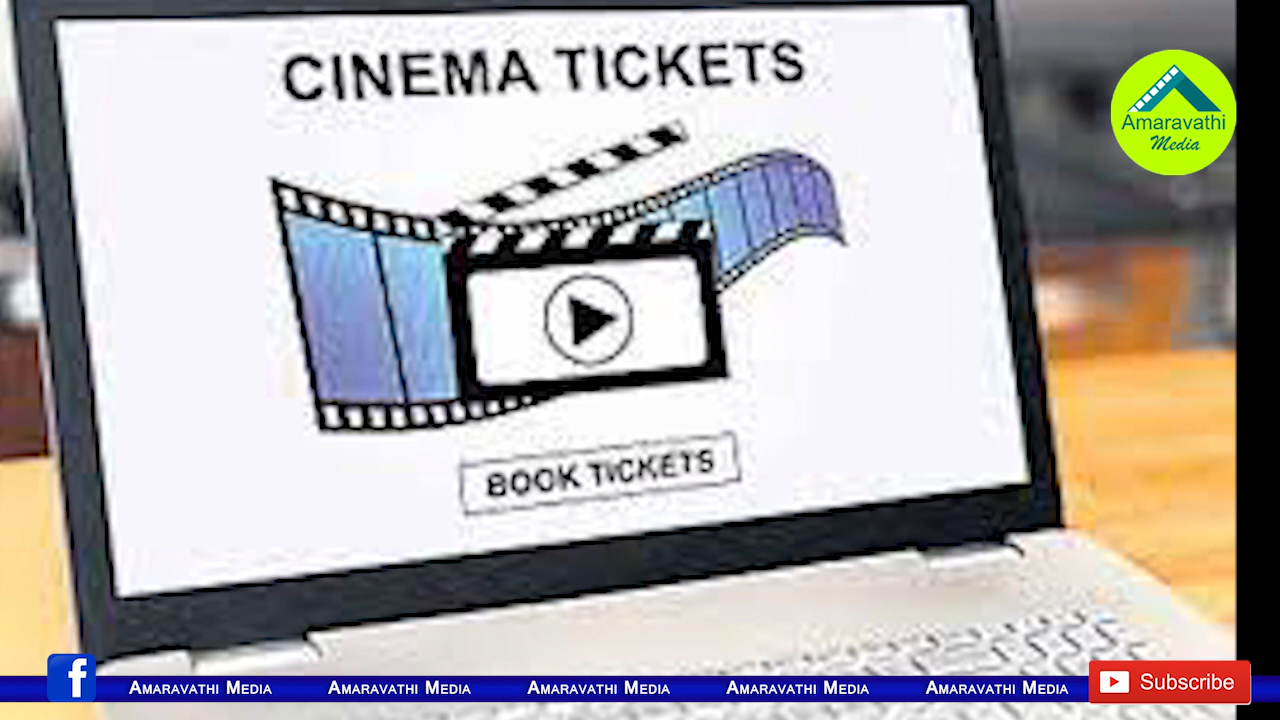 CINEMA TICKETS
Amaravathi
Media
BOOK TICKETS
f Amaravathi Media Amaravathi Media Amaravathi Media Amaravathi Media Amaravathi Media Subscribe